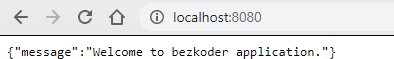 localhost:8080
{"message":"Welcome to bezkoder application."}